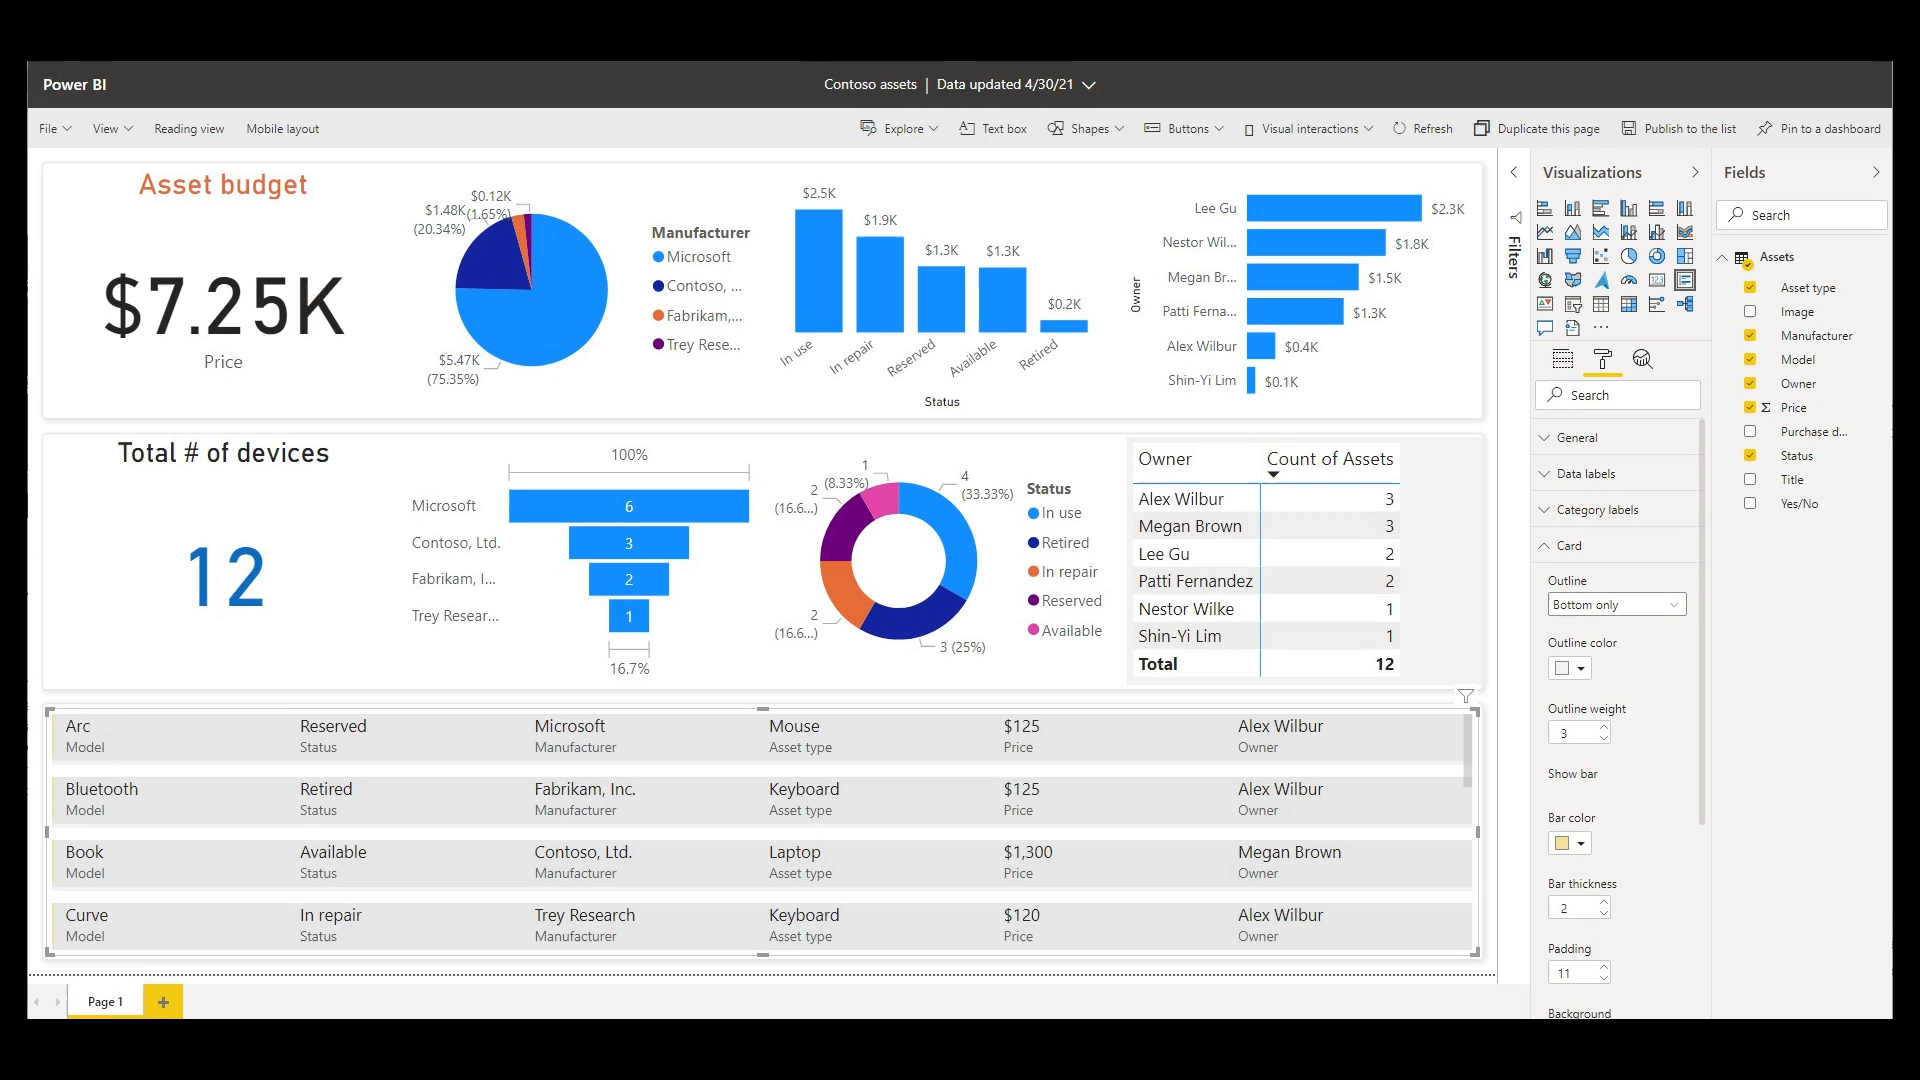 Power BI
Contoso assets | Data updated 4/30/21
File View Reading view Mobile layout Explore Text box Shapes Buttons Visual interactions Refresh Duplicate this page Publish to the list Pin to a dashboard
Asset budget
$7.25K
Price
$0.12K
(1.65%)
$1.48K
(20.34%)
$5.47K
(75.35%)
Manufacturer
Microsoft
Contoso, ...
Fabrikam,...
Trey Rese...
$2.5K
$1.9K
$1.3K
$1.3K
$0.2K
In use
In repair
Reserved
Available
Retired
Status
Owner
Lee Gu $2.3K
Nestor Wil... $1.8K
Megan Br... $1.5K
Patti Ferna... $1.3K
Alex Wilbur $0.4K
Shin-Yi Lim $0.1K
Total # of devices
12
100%
Microsoft 6
Contoso, Ltd. 3
Fabrikam, I... 2
Trey Resear... 1
16.7%
1
(8.33%)
4
(33.33%)
2
(16.6...)
2
(16.6...)
3 (25%)
Status
In use
Retired
In repair
Reserved
Available
Owner Count of Assets
Alex Wilbur 3
Megan Brown 3
Lee Gu 2
Patti Fernandez 2
Nestor Wilke 1
Shin-Yi Lim 1
Total 12
Arc Reserved Microsoft Mouse $125 Alex Wilbur
Model Status Manufacturer Asset type Price Owner
Bluetooth Retired Fabrikam, Inc. Keyboard $125 Alex Wilbur
Model Status Manufacturer Asset type Price Owner
Book Available Contoso, Ltd. Laptop $1,300 Megan Brown
Model Status Manufacturer Asset type Price Owner
Curve In repair Trey Research Keyboard $120 Alex Wilbur
Model Status Manufacturer Asset type Price Owner
Page 1
Filters
Visualizations
Search
General
Data labels
Category labels
Card
Outline
Bottom only
Outline color
Outline weight
3
Show bar
Bar color
Bar thickness
2
Padding
11
Background
Fields
Search
Assets
Asset type
Image
Manufacturer
Model
Owner
Σ Price
Purchase d...
Status
Title
Yes/No